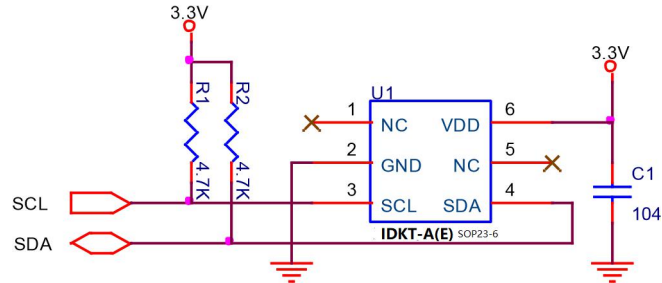 3.3V
3.3V
R1
R2
4.7K
4.7K
U1
1
NC
VDD
6
2
GND
NC
5
3
SCL
SDA
4
IDKT-A(E) SOP23-6
C1
104
SCL
SDA